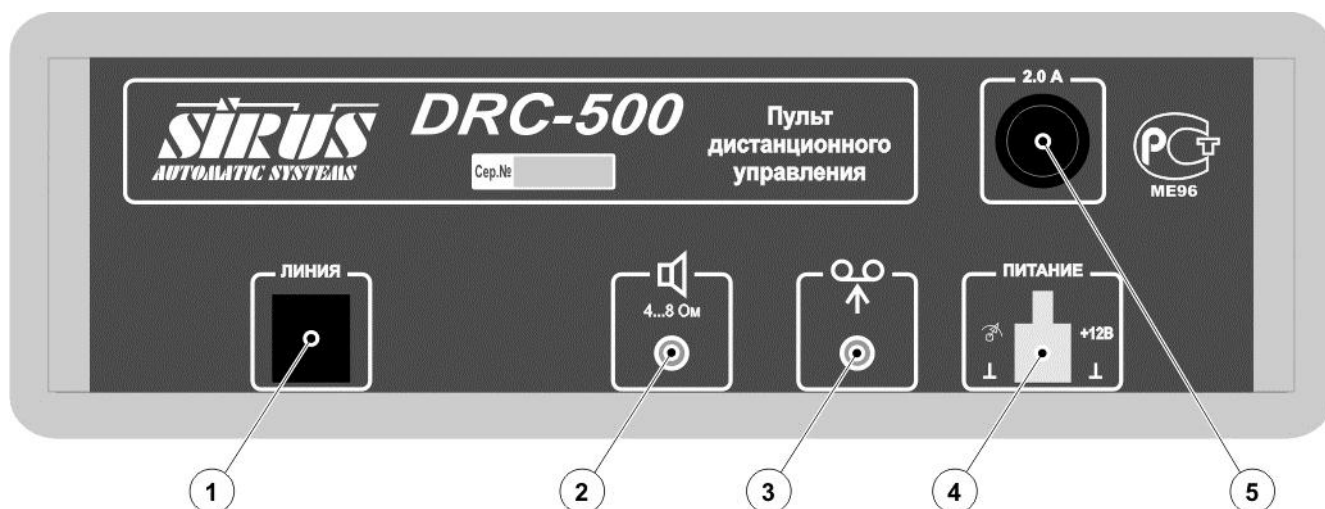 SIRUS
AUTOMATIC SYSTEMS
DRC-500
Сер.№
Пульт
дистанционного
управления
2.0 А
РСТ
МЕ96
ЛИНИЯ
4...8 Ом
ПИТАНИЕ
+12В
1
2
3
4
5